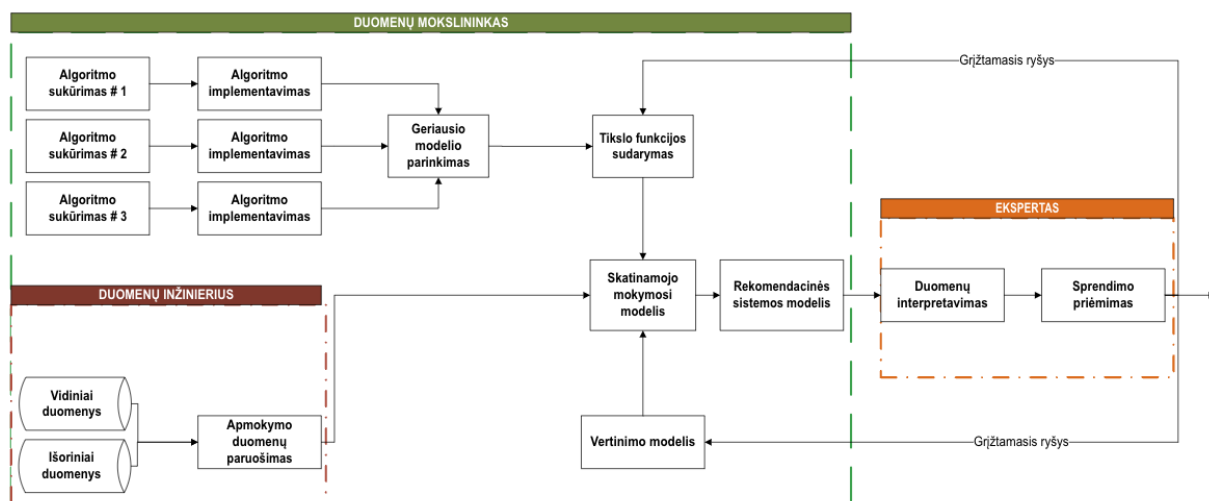 DUOMENŲ MOKSLININKAS
Algoritmo
sukūrimas # 1
Algoritmo
implementavimas
Algoritmo
sukūrimas # 2
Algoritmo
implementavimas
Algoritmo
sukūrimas # 3
Algoritmo
implementavimas
Geriausio
modelio
parinkimas
Tikslo funkcijos
sudarymas
Grįžtamasis ryšys
EKSPERTAS
DUOMENŲ INŽINIERIUS
Skatinamojo
mokymosi
modelis
Rekomendacinės
sistemos modelis
Duomenų
interpretavimas
Sprendimo
priėmimas
Vidiniai
duomenys
Išoriniai
duomenys
Apmokymo
duomenų
paruošimas
Vertinimo modelis
Grįžtamasis ryšys